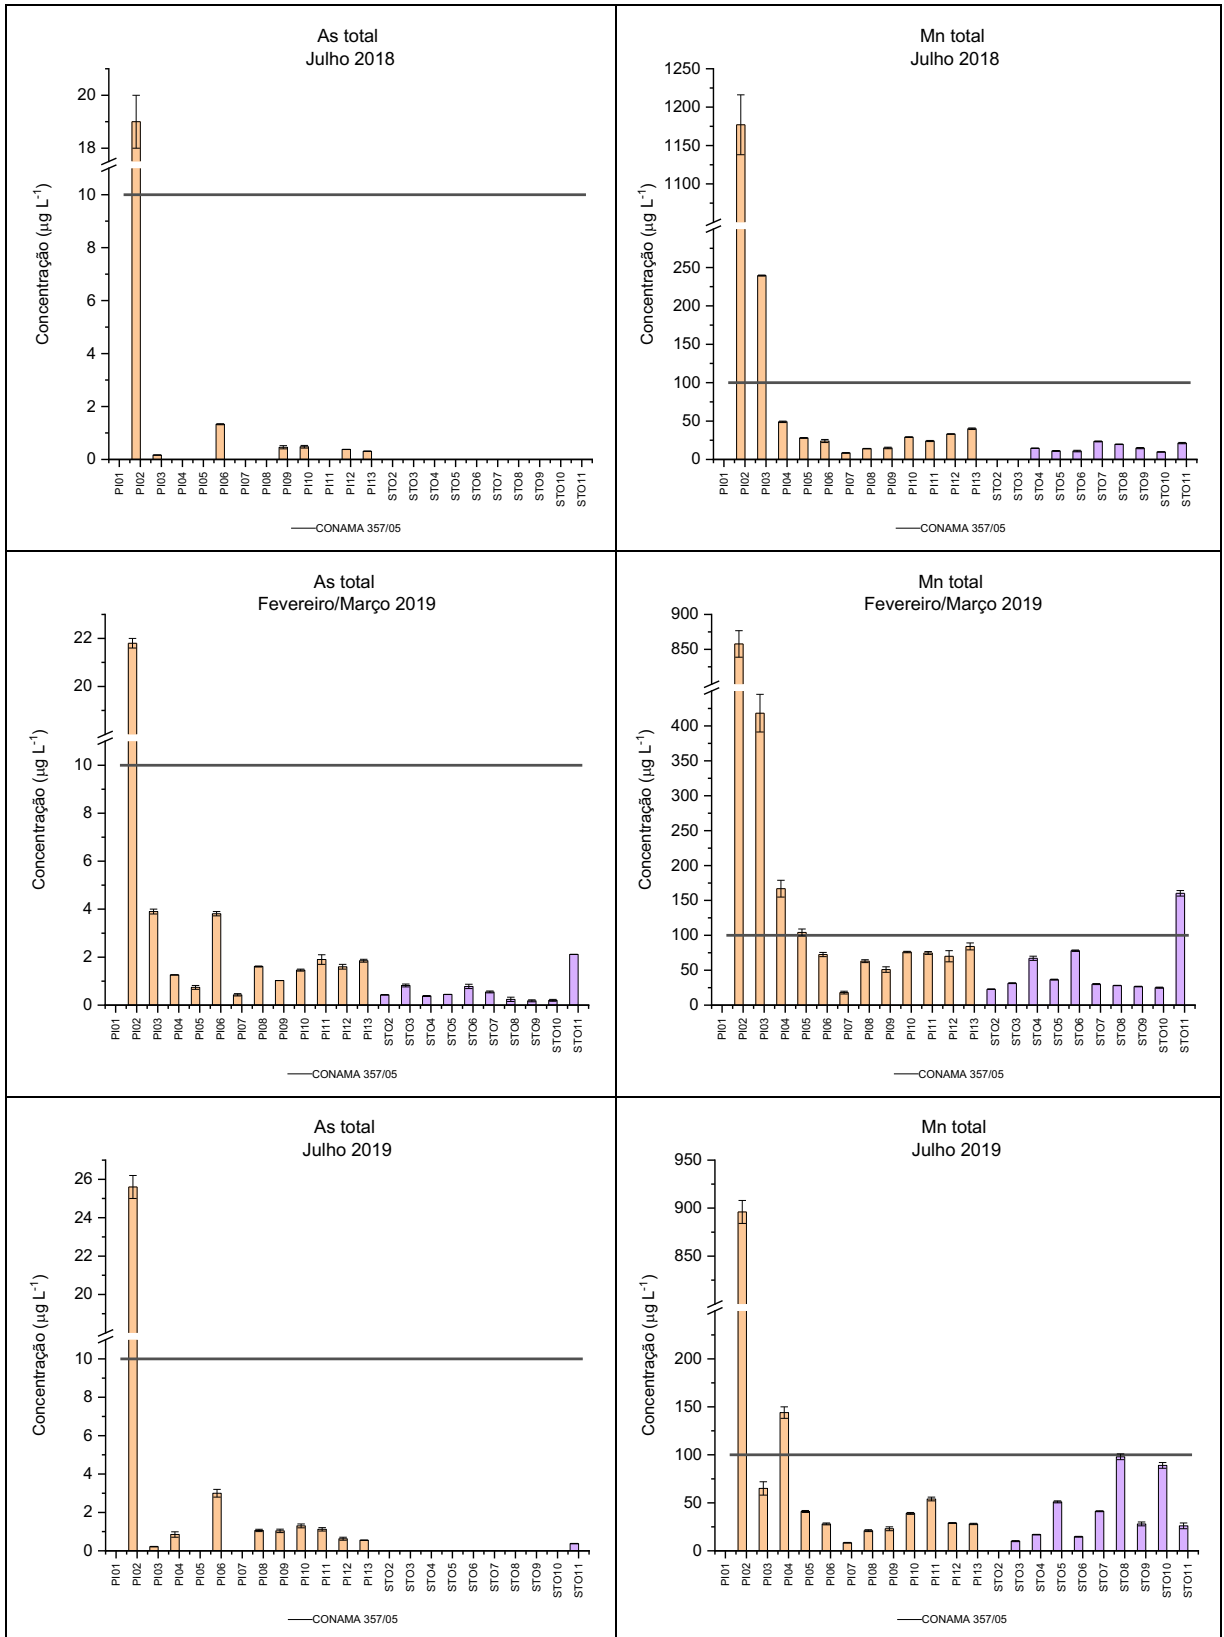 As total
Julho 2018
Concentração (µg L-1)
20
18
10
8
6
4
2
0
PI01 PI02 PI03 PI04 PI05 PI06 PI07 PI08 PI09 PI10 PI11 PI12 PI13 STO2 STO3 STO4 STO5 STO6 STO7 STO8 STO9 STO10 STO11
CONAMA 357/05
Mn total
Julho 2018
Concentração (µg L-1)
1250
1200
1150
1100
250
200
150
100
50
0
PI01 PI02 PI03 PI04 PI05 PI06 PI07 PI08 PI09 PI10 PI11 PI12 PI13 STO2 STO3 STO4 STO5 STO6 STO7 STO8 STO9 STO10 STO11
CONAMA 357/05
As total
Fevereiro/Março 2019
Concentração (µg L-1)
22
20
10
8
6
4
2
0
PI01 PI02 PI03 PI04 PI05 PI06 PI07 PI08 PI09 PI10 PI11 PI12 PI13 STO2 STO3 STO4 STO5 STO6 STO7 STO8 STO9 STO10 STO11
CONAMA 357/05
Mn total
Fevereiro/Março 2019
Concentração (µg L-1)
900
850
400
350
300
250
200
150
100
50
0
PI01 PI02 PI03 PI04 PI05 PI06 PI07 PI08 PI09 PI10 PI11 PI12 PI13 STO2 STO3 STO4 STO5 STO6 STO7 STO8 STO9 STO10 STO11
CONAMA 357/05
As total
Julho 2019
Concentração (µg L-1)
26
24
22
20
10
8
6
4
2
0
PI01 PI02 PI03 PI04 PI05 PI06 PI07 PI08 PI09 PI10 PI11 PI12 PI13 STO2 STO3 STO4 STO5 STO6 STO7 STO8 STO9 STO10 STO11
CONAMA 357/05
Mn total
Julho 2019
Concentração (µg L-1)
950
900
850
200
150
100
50
0
PI01 PI02 PI03 PI04 PI05 PI06 PI07 PI08 PI09 PI10 PI11 PI12 PI13 STO2 STO3 STO4 STO5 STO6 STO7 STO8 STO9 STO10 STO11
CONAMA 357/05